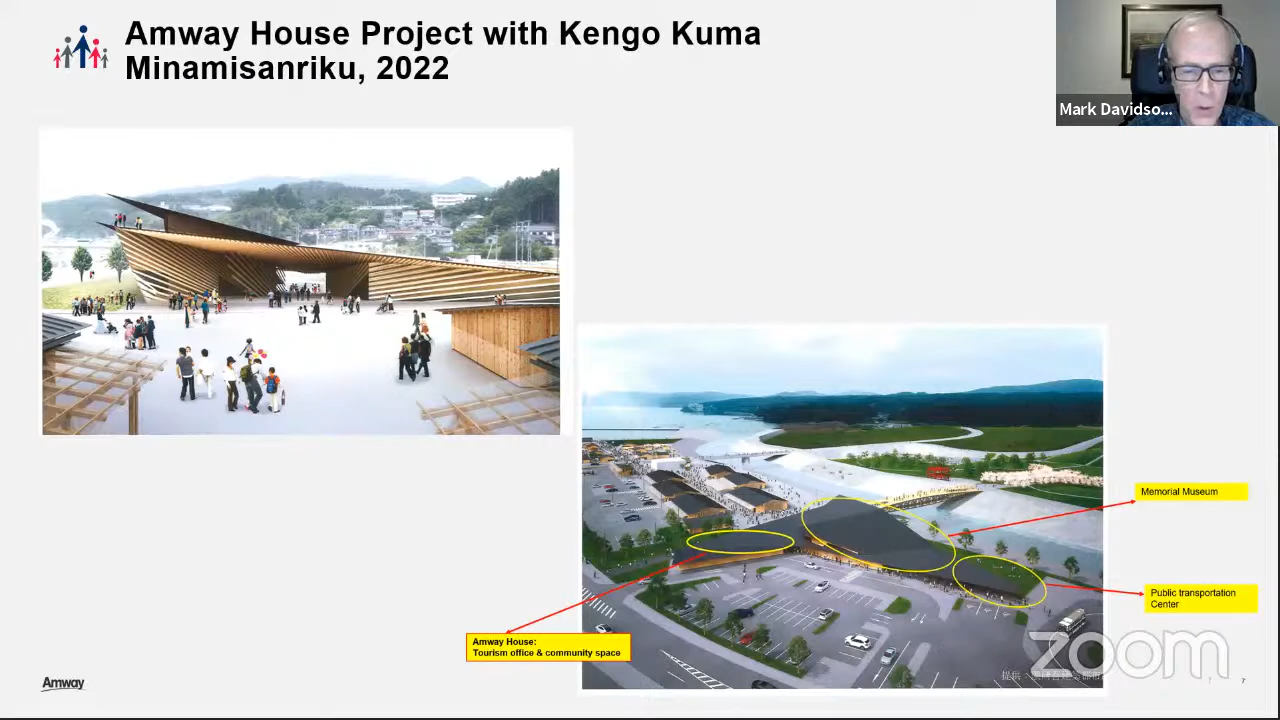 Amway House Project with Kengo Kuma
Minamisanriku, 2022
Mark Davidso...
Memorial Museum
Public transportation
Center
Amway House:
Tourism office & community space
zoom
Amway
7